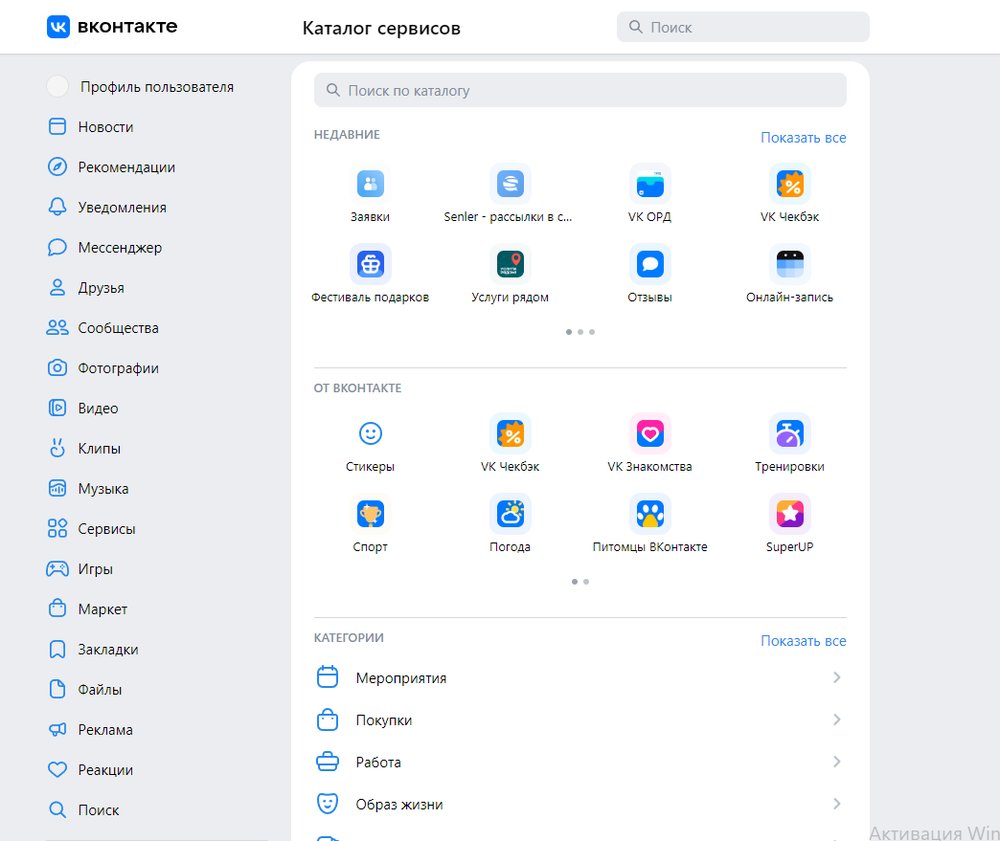 вконтакте
Каталог сервисов
Поиск
Профиль пользователя
Новости
Рекомендации
Уведомления
Мессенджер
Друзья
Сообщества
Фотографии
Видео
Клипы
Музыка
Сервисы
Игры
Маркет
Закладки
Файлы
Реклама
Реакции
Поиск
Поиск по каталогу
НЕДАВНИЕ
Показать все
Заявки
Senler - рассылки в с...
VK ОРД
VK Чекбэк
Фестиваль подарков
Услуги рядом
Отзывы
Онлайн-запись
ОТ ВКОНТАКТЕ
Стикеры
VK Чекбэк
VK Знакомства
Тренировки
Спорт
Погода
Питомцы ВКонтакте
SuperUP
КАТЕГОРИИ
Показать все
Мероприятия
Покупки
Работа
Образ жизни
Активация Win